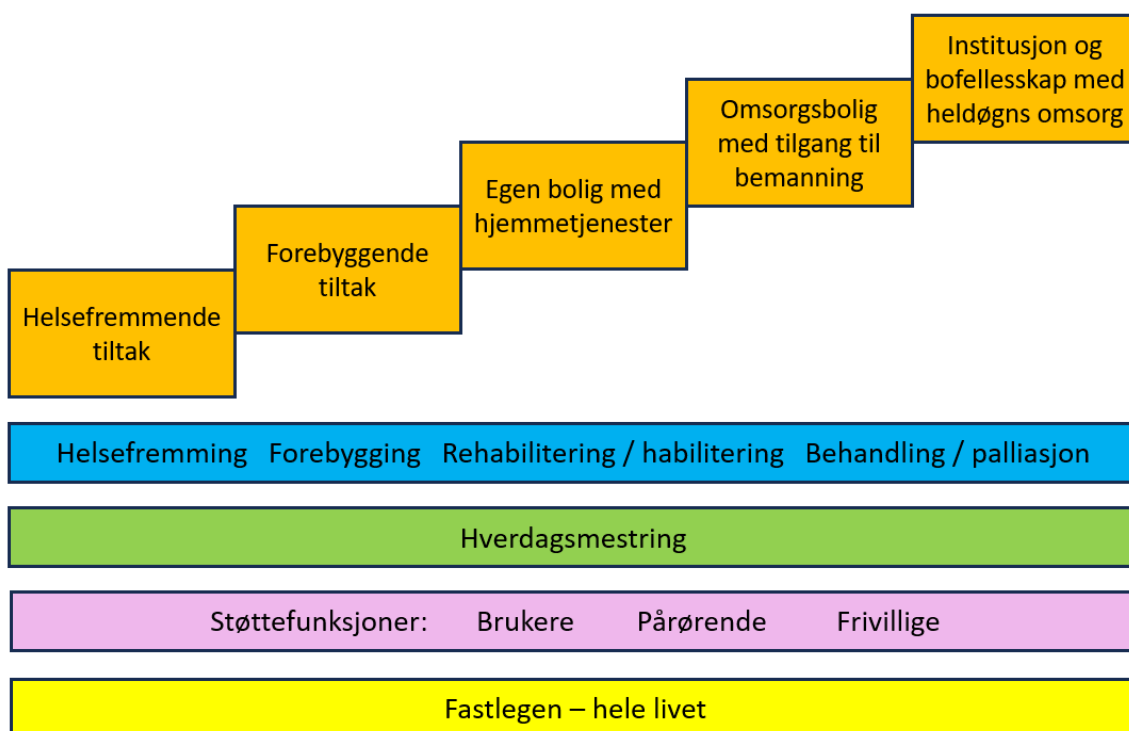 Helsefremmende
tiltak
Forebyggende
tiltak
Egen bolig med
hjemmetjenester
Omsorgsbolig
med tilgang til
bemanning
Institusjon og
bofellesskap med
heldøgns omsorg
Helsefremming Forebygging Rehabilitering / habilitering Behandling / palliasjon
Hverdagsmestring
Støttefunksjoner: Brukere Pårørende Frivillige
Fastlegen – hele livet